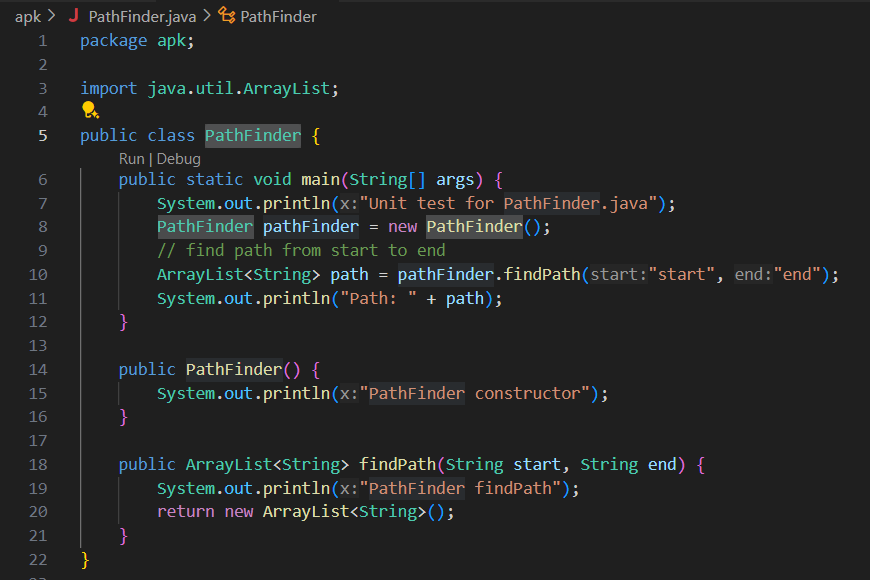 apk > PathFinder.java > PathFinder
1 package apk;
2
3 import java.util.ArrayList;
4
5 public class PathFinder {
Run | Debug
6 public static void main(String[] args) {
7 System.out.println(x:"Unit test for PathFinder.java");
8 PathFinder pathFinder = new PathFinder();
9 // find path from start to end
10 ArrayList<String> path = pathFinder.findPath(start:"start", end:"end");
11 System.out.println("Path: " + path);
12 }
13
14 public PathFinder() {
15 System.out.println(x:"PathFinder constructor");
16 }
17
18 public ArrayList<String> findPath(String start, String end) {
19 System.out.println(x:"PathFinder findPath");
20 return new ArrayList<String>();
21 }
22 }